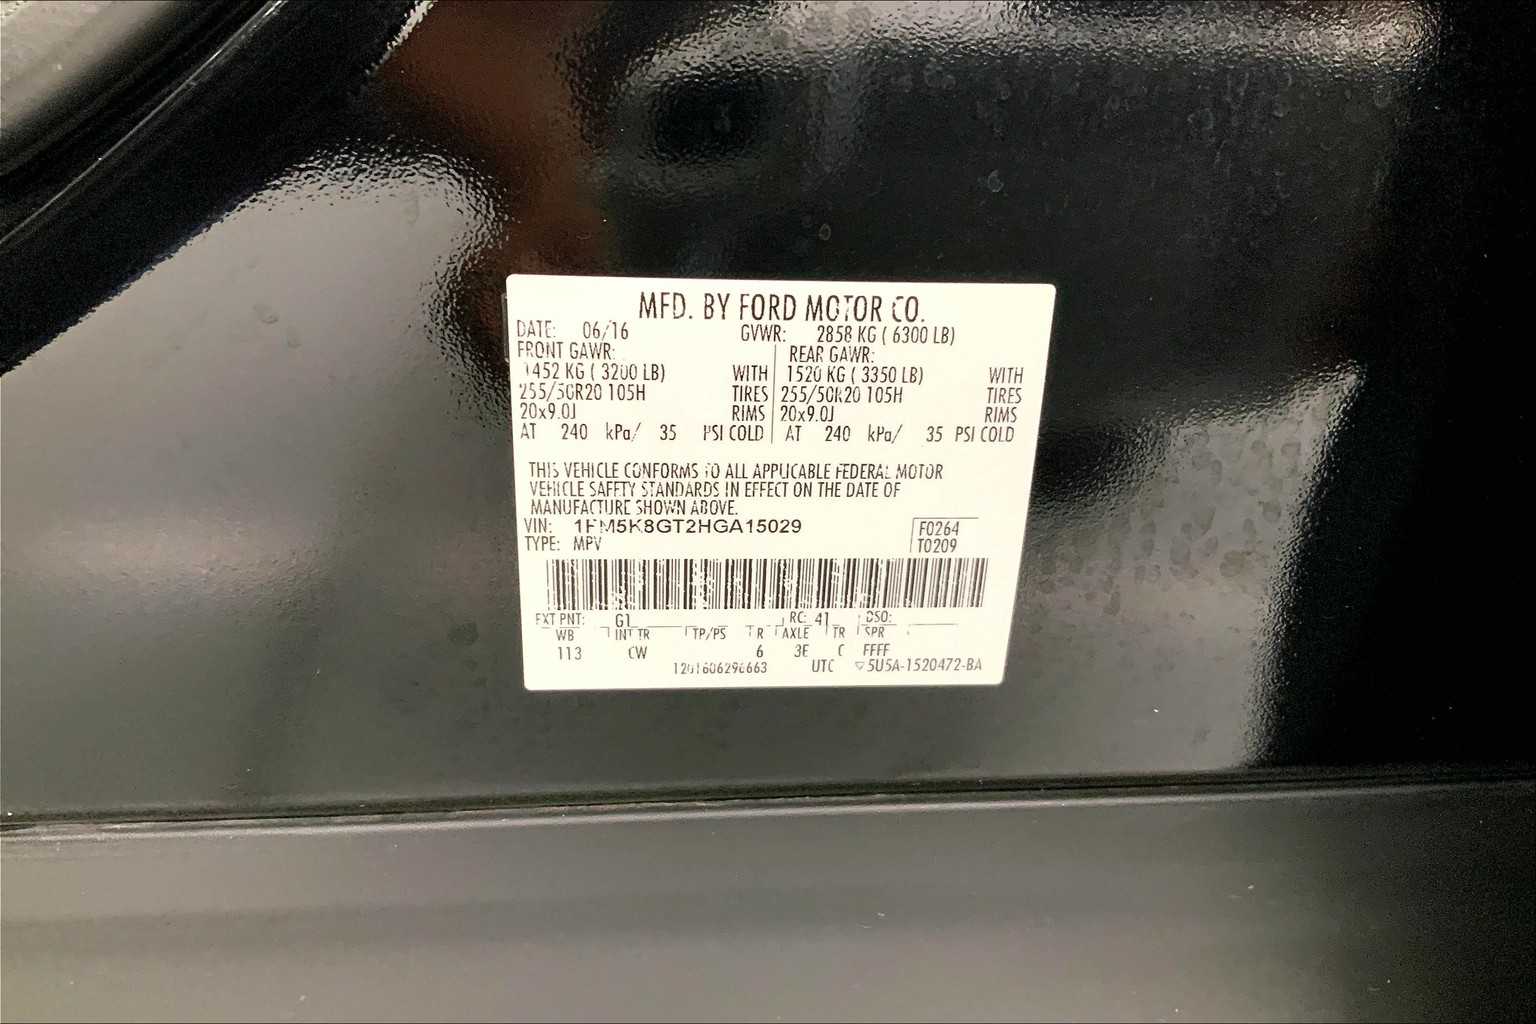 MFD. BY FORD MOTOR CO.
DATE: 06/16 GVWR: 2858 KG ( 6300 LB)
FRONT GAWR: REAR GAWR:
1452 KG ( 3200 LB) WITH 1520 KG ( 3350 LB) WITH
255/50R20 105H TIRES 255/50R20 105H TIRES
20x9.0J RIMS 20x9.0J RIMS
AT 240 kPa/ 35 PSI COLD AT 240 kPa/ 35 PSI COLD
THIS VEHICLE CONFORMS TO ALL APPLICABLE FEDERAL MOTOR
VEHICLE SAFETY STANDARDS IN EFFECT ON THE DATE OF
MANUFACTURE SHOWN ABOVE.
VIN: 1FM5K8GT2HGA15029 F0264
TYPE: MPV T0209
EXT PNT: G1 RC: 41 DSO:
WB INT TR TP/PS R AXLE TR SPR
113 CW 6 3E C FFFF
UTC ▽5U5A-1520472-BA